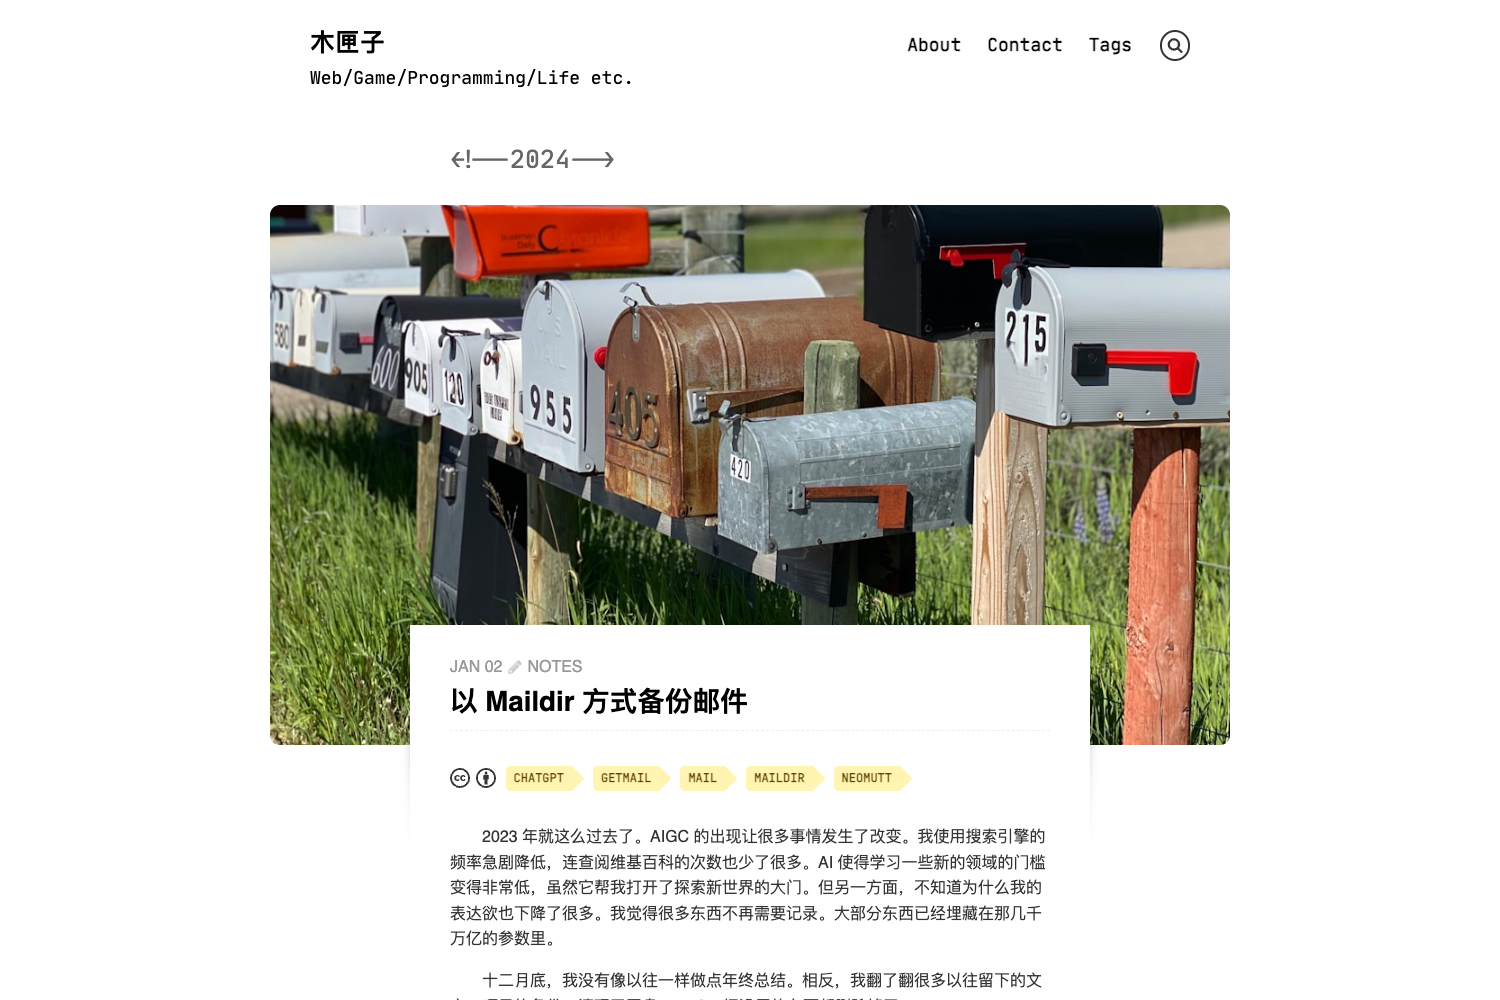 木匣子
Web/Game/Programming/Life etc.
About Contact Tags
<!--2024-->
Bozeman
Daily Chronicle
580
600
905
120
955
405
420
215
JAN 02 NOTES
以 Maildir 方式备份邮件
CHATGPT GETMAIL MAIL MAILDIR NEOMUTT
2023 年就这么过去了。AIGC 的出现让很多事情发生了改变。我使用搜索引擎的
频率急剧降低，连查阅维基百科的次数也少了很多。AI 使得学习一些新的领域的门槛
变得非常低，虽然它帮我打开了探索新世界的大门。但另一方面，不知道为什么我的
表达欲也下降了很多。我觉得很多东西不再需要记录。大部分东西已经埋藏在那几千
万亿的参数里。
十二月底，我没有像以往一样做点年终总结。相反，我翻了翻很多以往留下的文